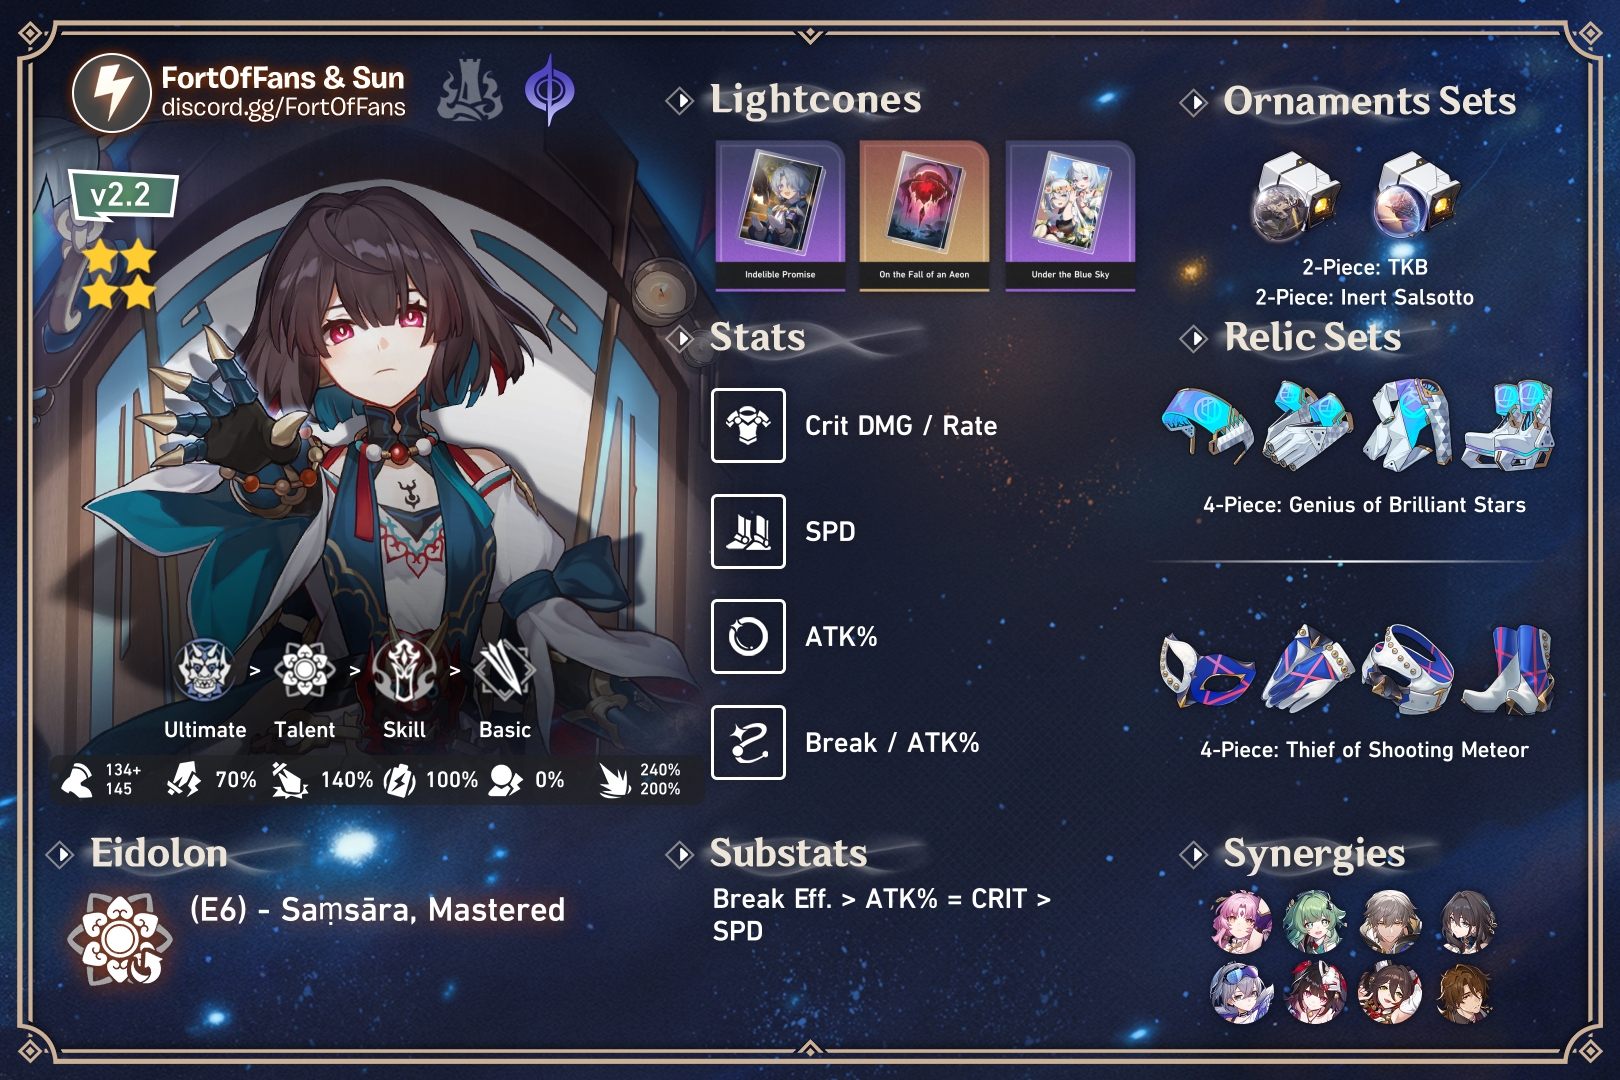 FortOfFans & Sun
discord.gg/FortOfFans
v2.2
Ultimate > Talent > Skill > Basic
134+
145
70%
140%
100%
0%
240%
200%
Eidolon
(E6) - Saṃsāra, Mastered
Lightcones
Indelible Promise
On the Fall of an Aeon
Under the Blue Sky
Stats
Crit DMG / Rate
SPD
ATK%
Break / ATK%
Substats
Break Eff. > ATK% = CRIT >
SPD
Ornaments Sets
2-Piece: TKB
2-Piece: Inert Salsotto
Relic Sets
4-Piece: Genius of Brilliant Stars
4-Piece: Thief of Shooting Meteor
Synergies